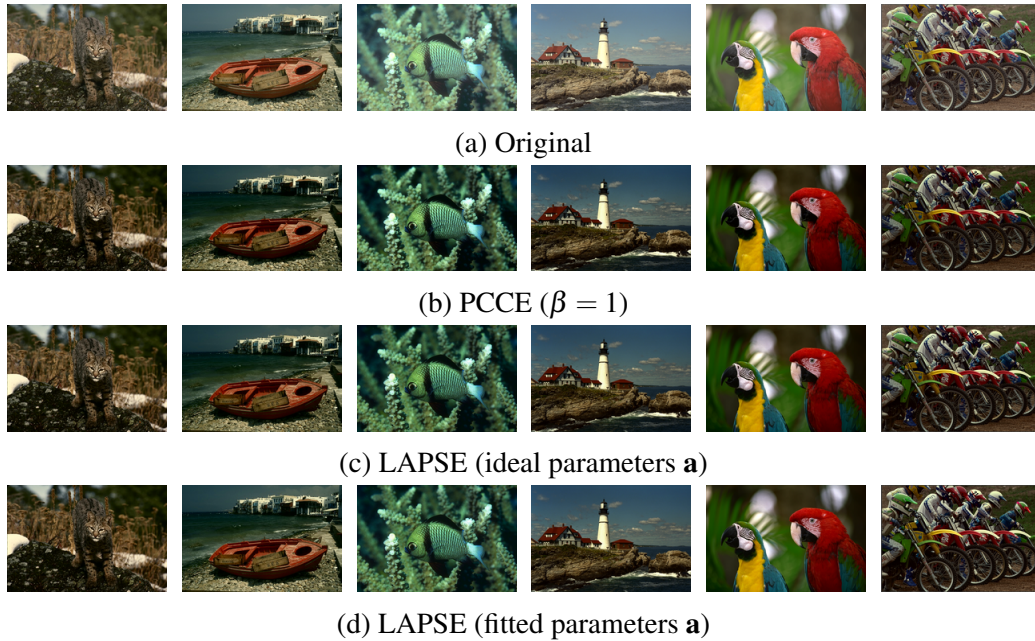 (a) Original
(b) PCCE (β = 1)
(c) LAPSE (ideal parameters a)
(d) LAPSE (fitted parameters a)